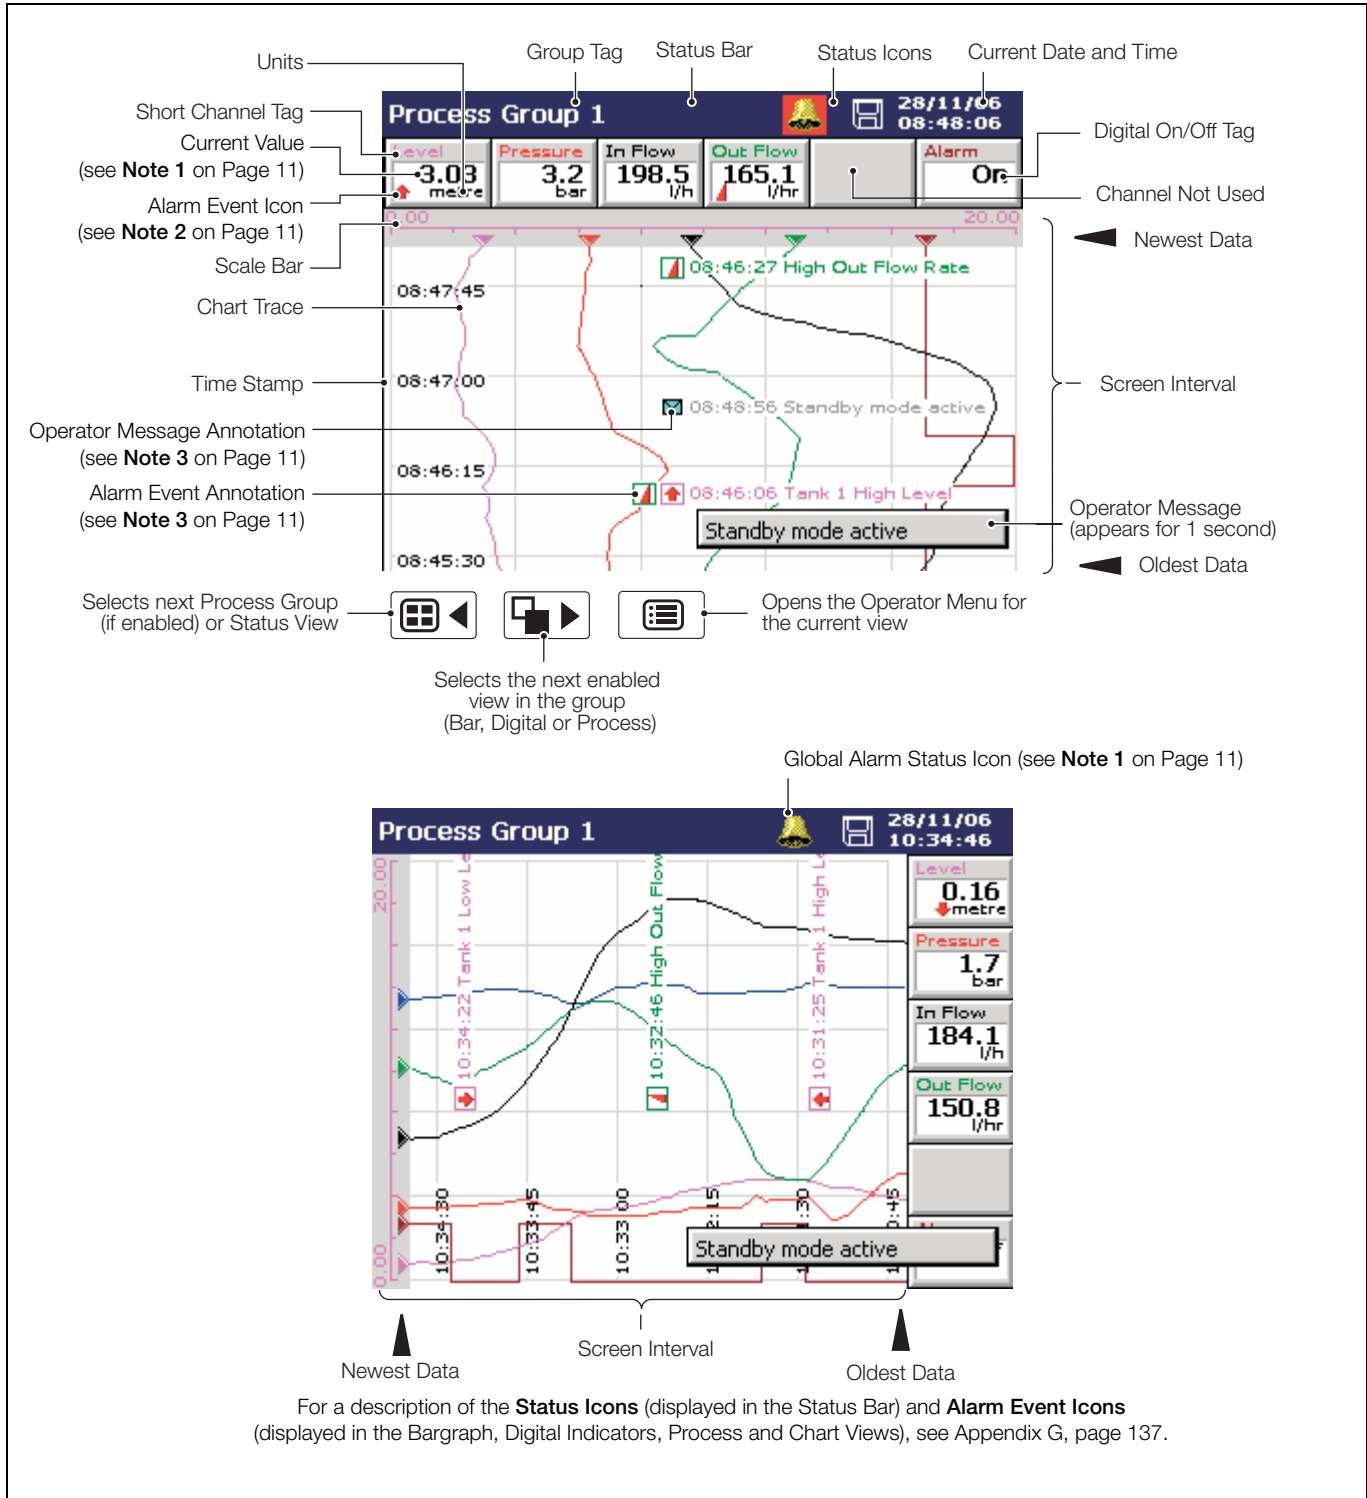 Units
Group Tag
Status Bar
Status Icons
Current Date and Time
Short Channel Tag
Current Value
(see Note 1 on Page 11)
Alarm Event Icon
(see Note 2 on Page 11)
Scale Bar
Chart Trace
Time Stamp
Operator Message Annotation
(see Note 3 on Page 11)
Alarm Event Annotation
(see Note 3 on Page 11)
Process Group 1
28/11/06
08:48:06
Level
3.03
metre
Pressure
3.2
bar
In Flow
198.5
l/h
Out Flow
165.1
l/hr
Alarm
On
0.00
20.00
08:46:27 High Out Flow Rate
08:47:45
08:47:00
08:48:56 Standby mode active
08:46:15
08:46:06 Tank 1 High Level
Standby mode active
08:45:30
Digital On/Off Tag
Channel Not Used
Newest Data
Screen Interval
Operator Message
(appears for 1 second)
Oldest Data
Selects next Process Group
(if enabled) or Status View
Opens the Operator Menu for
the current view
Selects the next enabled
view in the group
(Bar, Digital or Process)
Global Alarm Status Icon (see Note 1 on Page 11)
Process Group 1
28/11/06
10:34:46
20.00
0.00
10:34:22 Tank 1 Low Le
10:32:46 High Out Flow
10:31:25 Tank 1 High Le
Level
0.16
metre
Pressure
1.7
bar
In Flow
184.1
l/h
Out Flow
150.8
l/hr
10:34:30
10:33:45
10:33:00
2:15
:30
0:45
Standby mode active
Screen Interval
Newest Data
Oldest Data
For a description of the Status Icons (displayed in the Status Bar) and Alarm Event Icons
(displayed in the Bargraph, Digital Indicators, Process and Chart Views), see Appendix G, page 137.